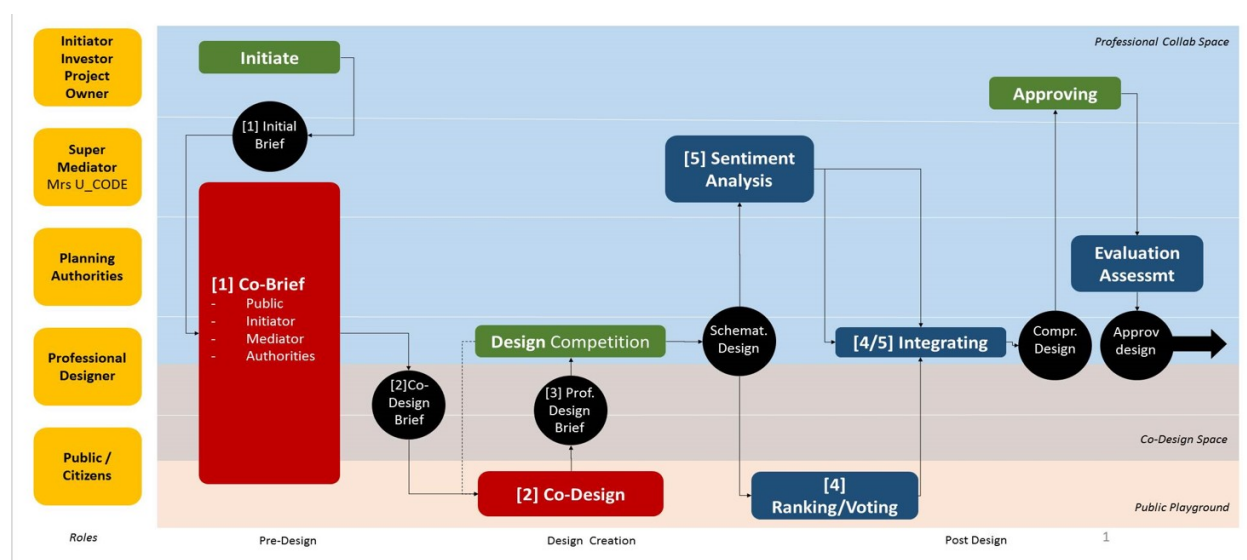 Initiator
Investor
Project
Owner
Super
Mediator
Mrs U_CODE
Planning
Authorities
Professional
Designer
Public /
Citizens
Roles
Professional Collab Space
Initiate
[1] Initial
Brief
[1] Co-Brief
- Public
- Initiator
- Mediator
- Authorities
[2]Co-
Design
Brief
Design Competition
[3] Prof.
Design
Brief
[2] Co-Design
[5] Sentiment
Analysis
Schemat.
Design
[4]
Ranking/Voting
[4/5] Integrating
Approving
Compr.
Design
Evaluation
Assessmt
Approv
design
Co-Design Space
Public Playground
Pre-Design
Design Creation
Post Design
1